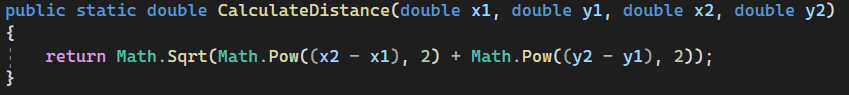 public static double CalculateDistance(double x1, double y1, double x2, double y2)
{
    return Math.Sqrt(Math.Pow((x2 - x1), 2) + Math.Pow((y2 - y1), 2));
}